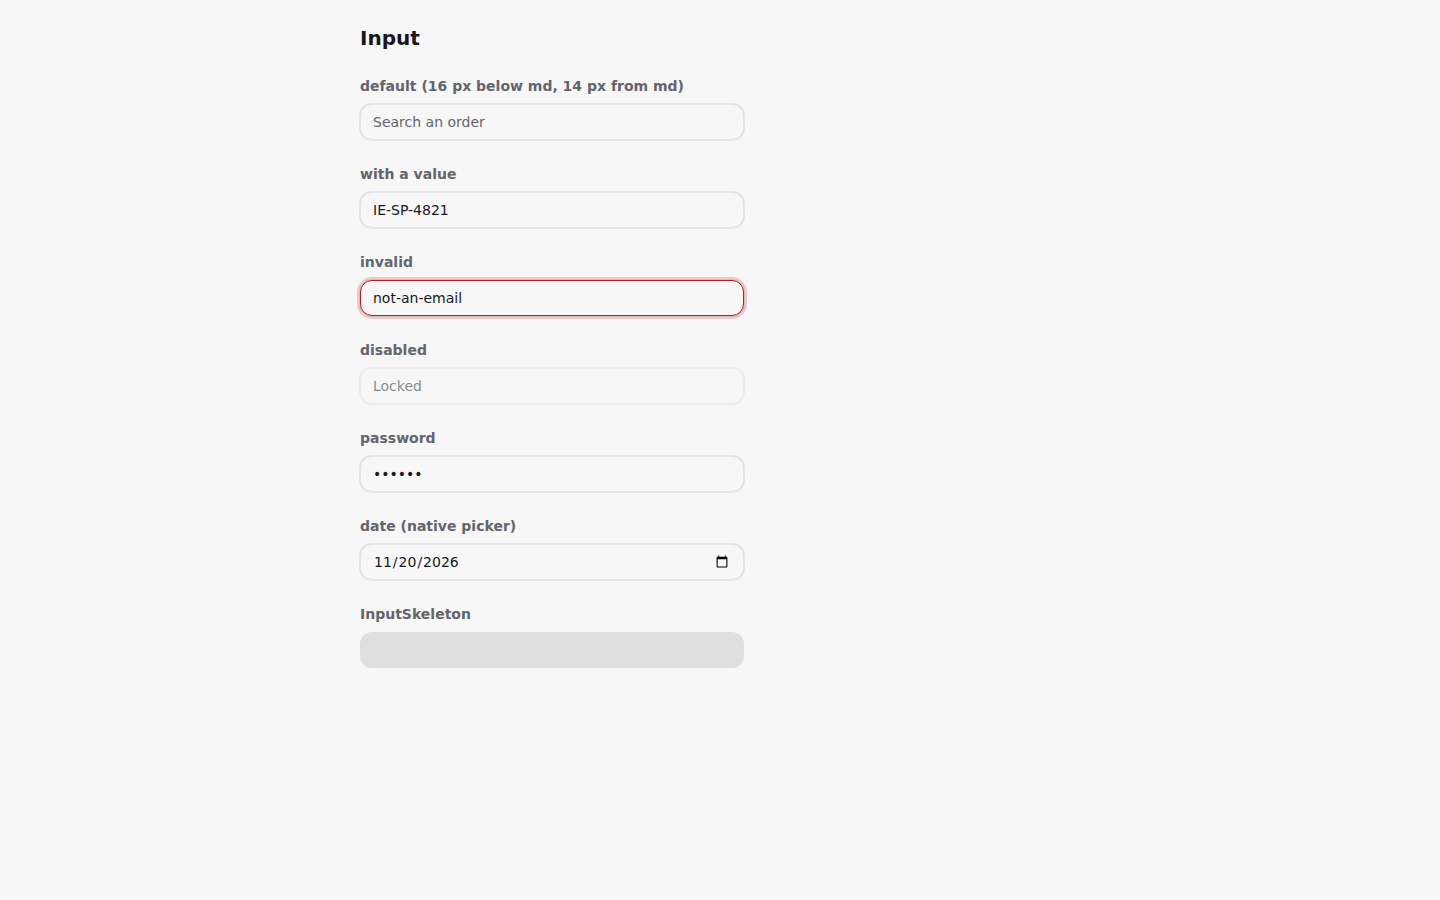 Input
default (16 px below md, 14 px from md)
Search an order
with a value
IE-SP-4821
invalid
not-an-email
disabled
Locked
password
••••••
date (native picker)
11/20/2026
InputSkeleton